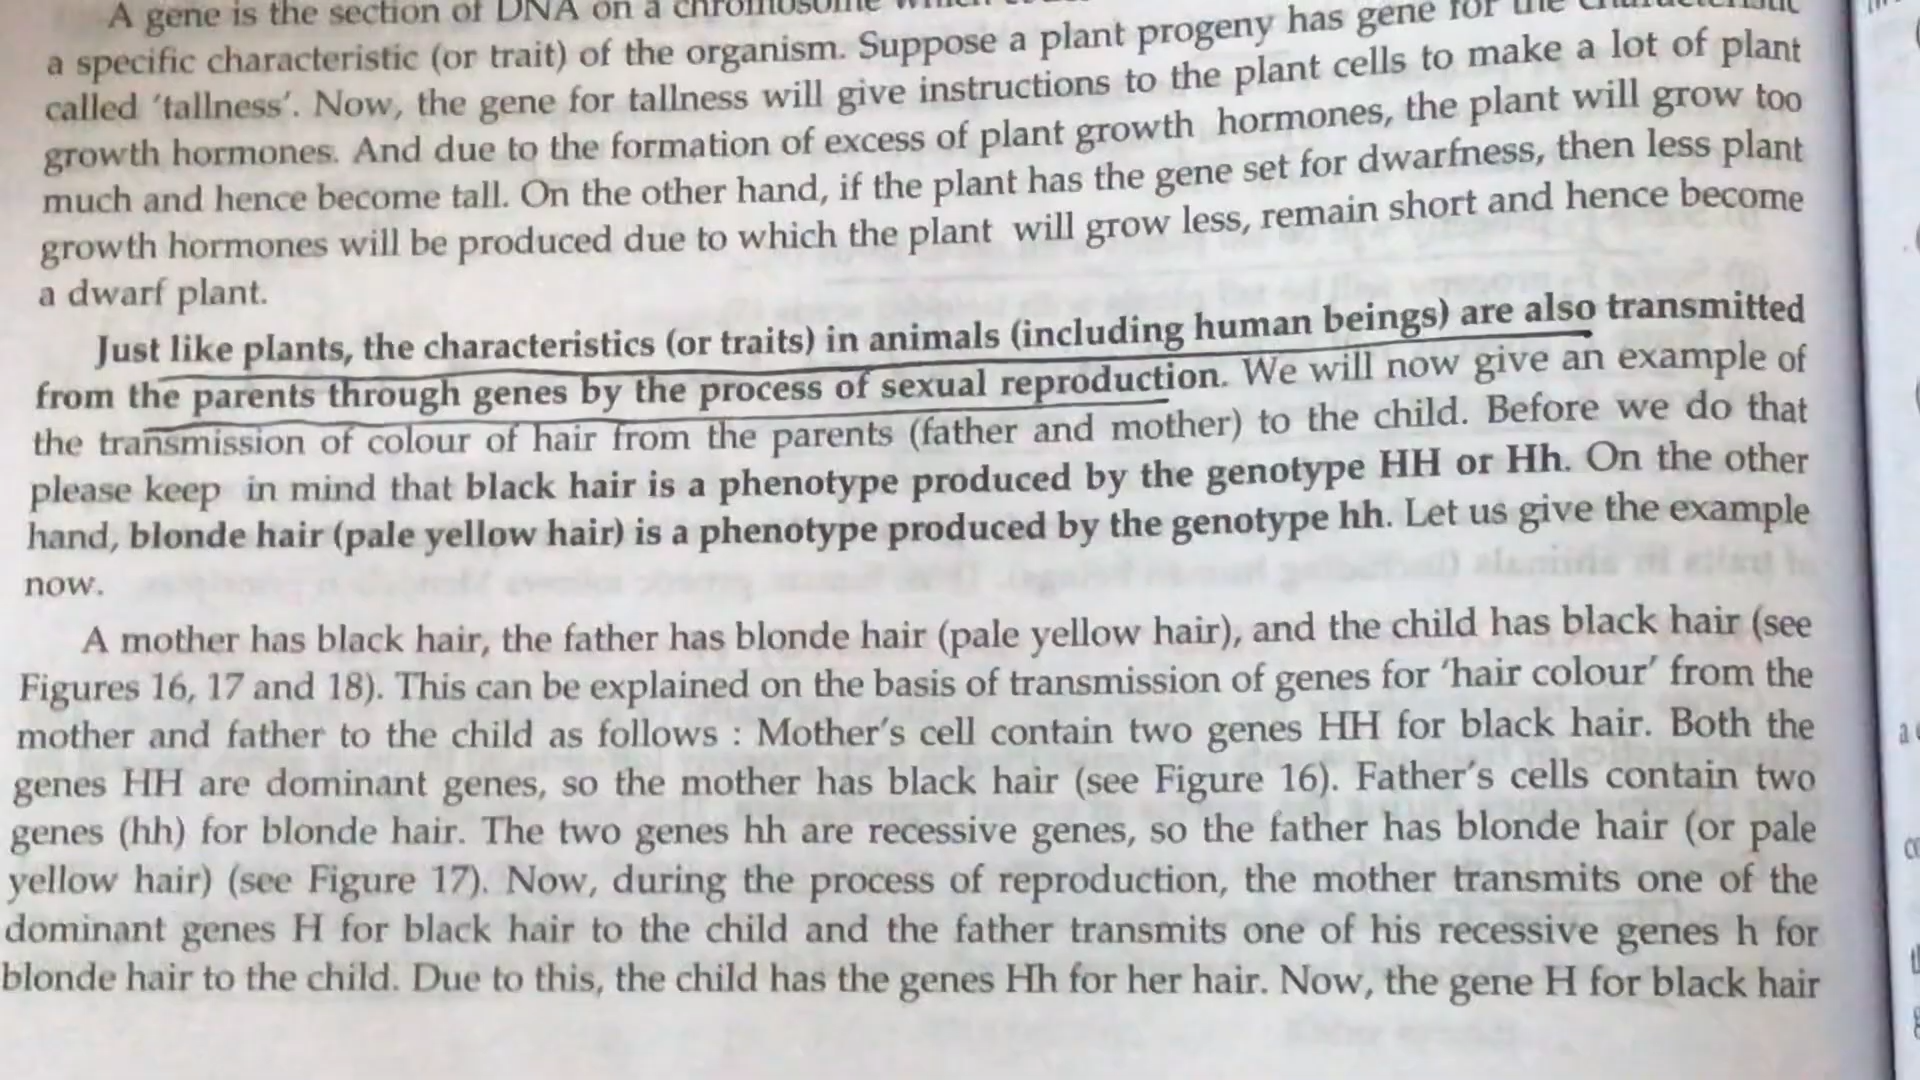 A gene is the section of DNA on a chromosome which
a specific characteristic (or trait) of the organism. Suppose a plant progeny has gene for the characteristic
called ‘tallness’. Now, the gene for tallness will give instructions to the plant cells to make a lot of plant
growth hormones. And due to the formation of excess of plant growth hormones, the plant will grow too
much and hence become tall. On the other hand, if the plant has the gene set for dwarfness, then less plant
growth hormones will be produced due to which the plant will grow less, remain short and hence become
a dwarf plant.
Just like plants, the characteristics (or traits) in animals (including human beings) are also transmitted
from the parents through genes by the process of sexual reproduction. We will now give an example of
the transmission of colour of hair from the parents (father and mother) to the child. Before we do that
please keep in mind that black hair is a phenotype produced by the genotype HH or Hh. On the other
hand, blonde hair (pale yellow hair) is a phenotype produced by the genotype hh. Let us give the example
now.
A mother has black hair, the father has blonde hair (pale yellow hair), and the child has black hair (see
Figures 16, 17 and 18). This can be explained on the basis of transmission of genes for ‘hair colour’ from the
mother and father to the child as follows : Mother’s cell contain two genes HH for black hair. Both the
genes HH are dominant genes, so the mother has black hair (see Figure 16). Father’s cells contain two
genes (hh) for blonde hair. The two genes hh are recessive genes, so the father has blonde hair (or pale
yellow hair) (see Figure 17). Now, during the process of reproduction, the mother transmits one of the
dominant genes H for black hair to the child and the father transmits one of his recessive genes h for
blonde hair to the child. Due to this, the child has the genes Hh for her hair. Now, the gene H for black hair